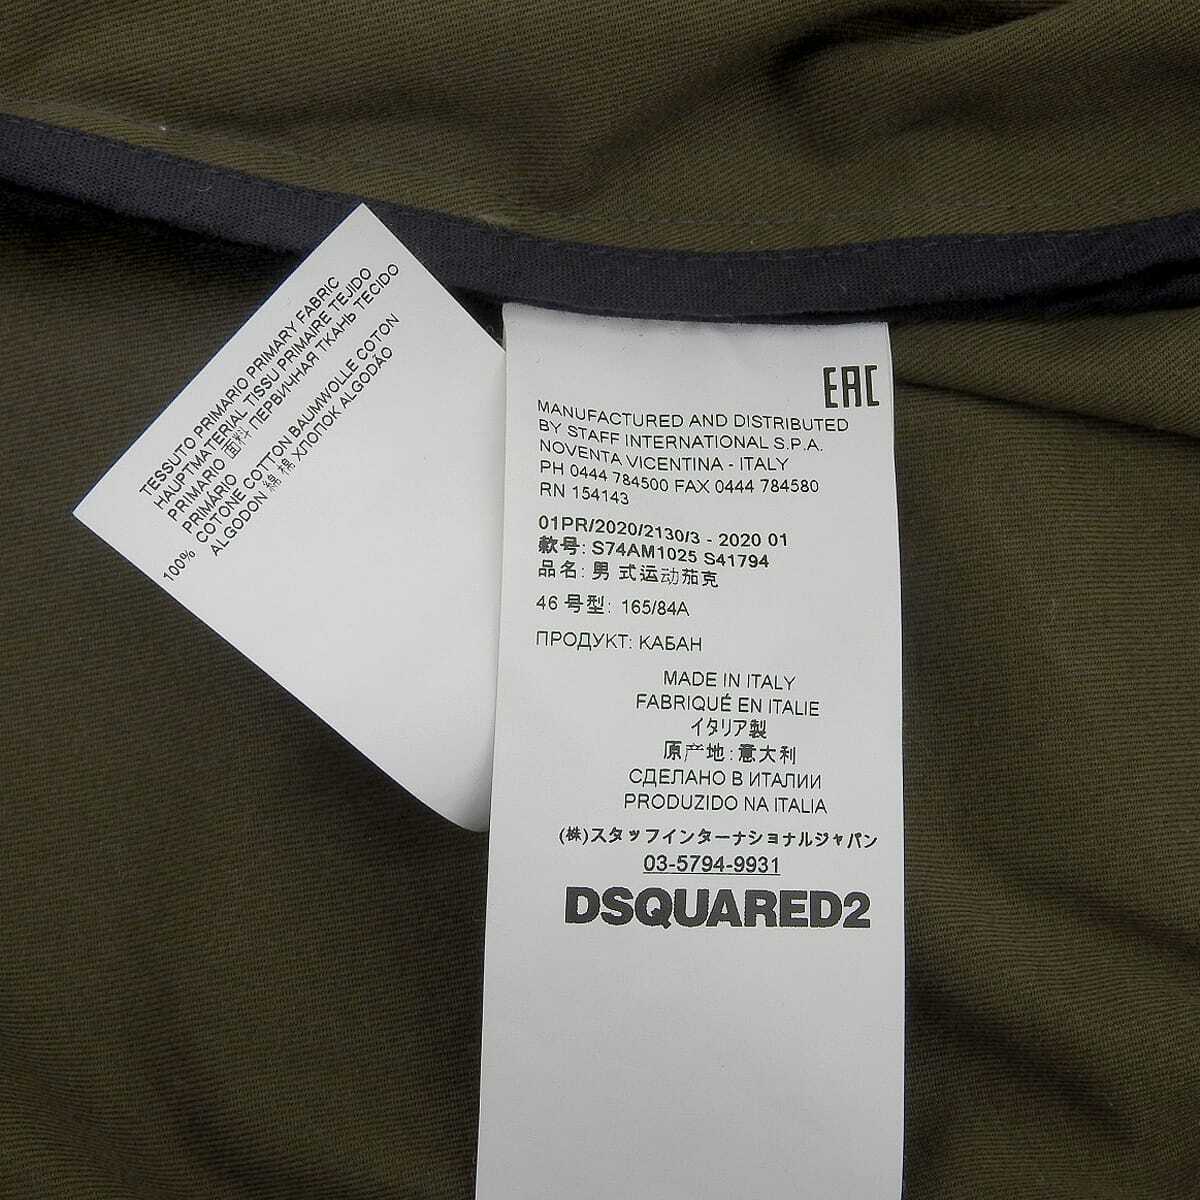 TESSUTO PRIMARIO PRIMARY FABRIC
HAUPTMATERIAL TISSU PRIMAIRE TEJIDO
PRIMARIO 面料 ПЕРВИЧНАЯ ТКАНЬ TECIDO
PRIMÁRIO
100% COTONE COTTON BAUMWOLLE COTON
ALGODON 綿 棉 ХЛОПОК ALGODÃO
EAC
MANUFACTURED AND DISTRIBUTED
BY STAFF INTERNATIONAL S.P.A.
NOVENTA VICENTINA - ITALY
PH 0444 784500 FAX 0444 784580
RN 154143
01PR/2020/2130/3 - 2020 01
款号: S74AM1025 S41794
品名: 男 式运动茄克
46 号型: 165/84A
ПРОДУКТ: КАБАН
MADE IN ITALY
FABRIQUÉ EN ITALIE
イタリア製
原产地:意大利
СДЕЛАНО В ИТАЛИИ
PRODUZIDO NA ITALIA
(株)スタッフインターナショナルジャパン
03-5794-9931
DSQUARED2